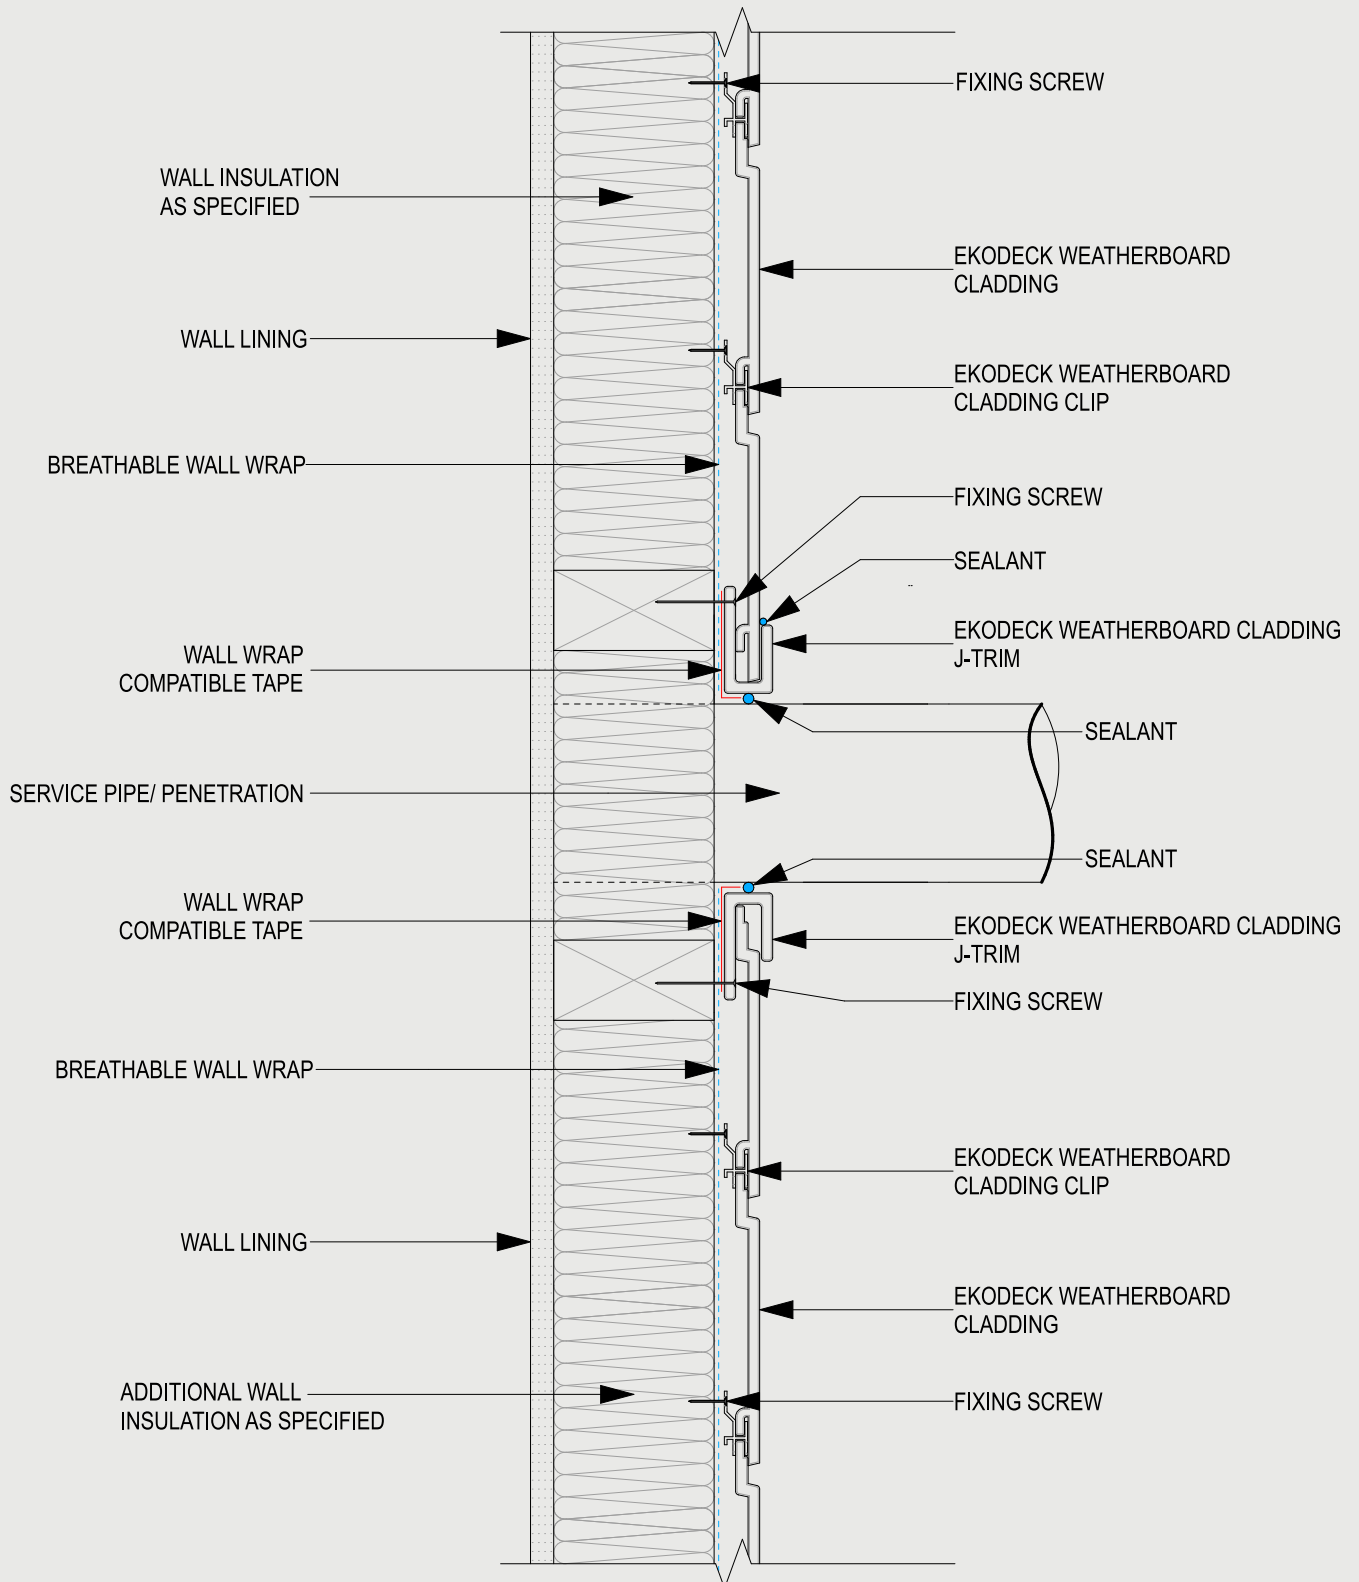 FIXING SCREW
WALL INSULATION
AS SPECIFIED
EKODECK WEATHERBOARD
CLADDING
WALL LINING
EKODECK WEATHERBOARD
CLADDING CLIP
BREATHABLE WALL WRAP
FIXING SCREW
SEALANT
EKODECK WEATHERBOARD CLADDING
J-TRIM
WALL WRAP
COMPATIBLE TAPE
SEALANT
SERVICE PIPE/ PENETRATION
SEALANT
WALL WRAP
COMPATIBLE TAPE
EKODECK WEATHERBOARD CLADDING
J-TRIM
FIXING SCREW
BREATHABLE WALL WRAP
EKODECK WEATHERBOARD
CLADDING CLIP
WALL LINING
EKODECK WEATHERBOARD
CLADDING
ADDITIONAL WALL
INSULATION AS SPECIFIED
FIXING SCREW